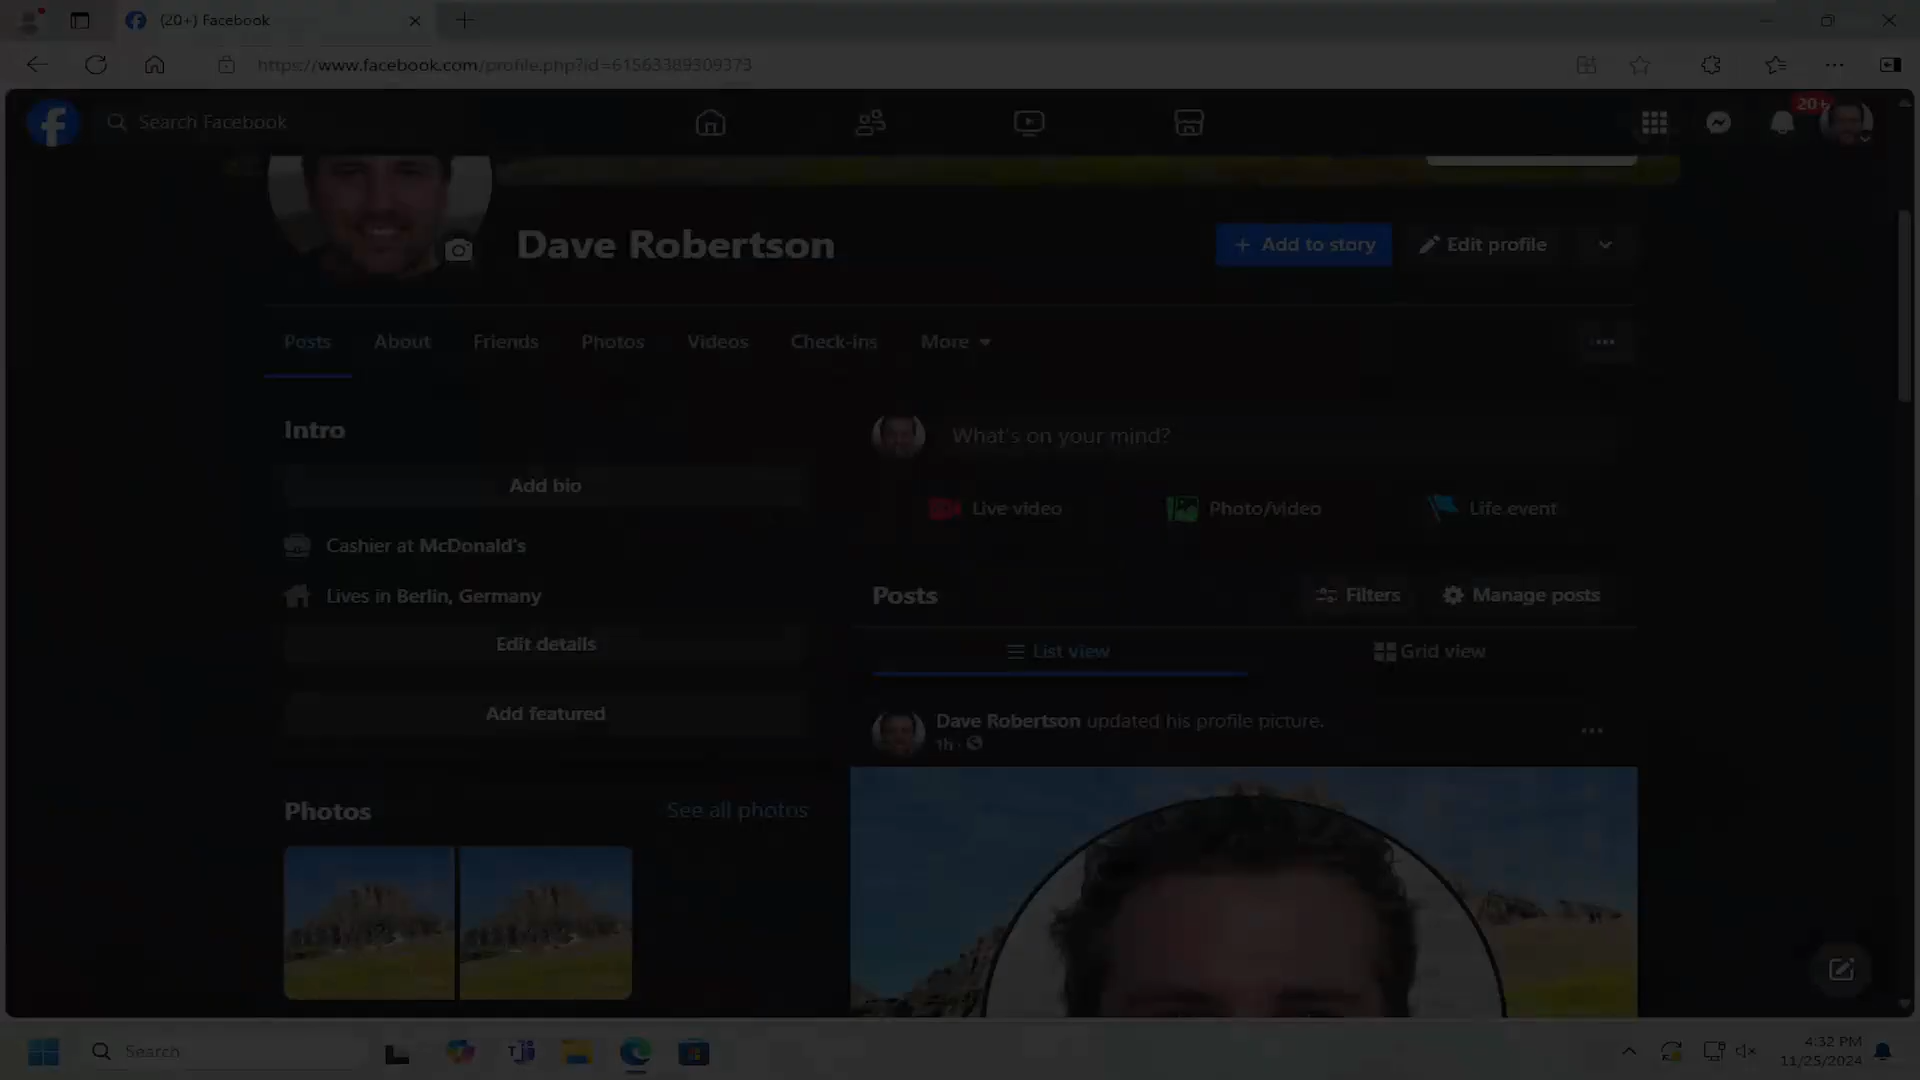 (20+) Facebook
https://www.facebook.com/profile.php?id=61563389309373
Search Facebook
20+
Dave Robertson
+ Add to story
Edit profile
Posts
About
Friends
Photos
Videos
Check-ins
More
Intro
Add bio
Cashier at McDonald's
Lives in Berlin, Germany
Edit details
Add featured
Photos
See all photos
What's on your mind?
Live video
Photo/video
Life event
Posts
Filters
Manage posts
List view
Grid view
Dave Robertson updated his profile picture.
1h ·
Search
4:32 PM
11/25/2024